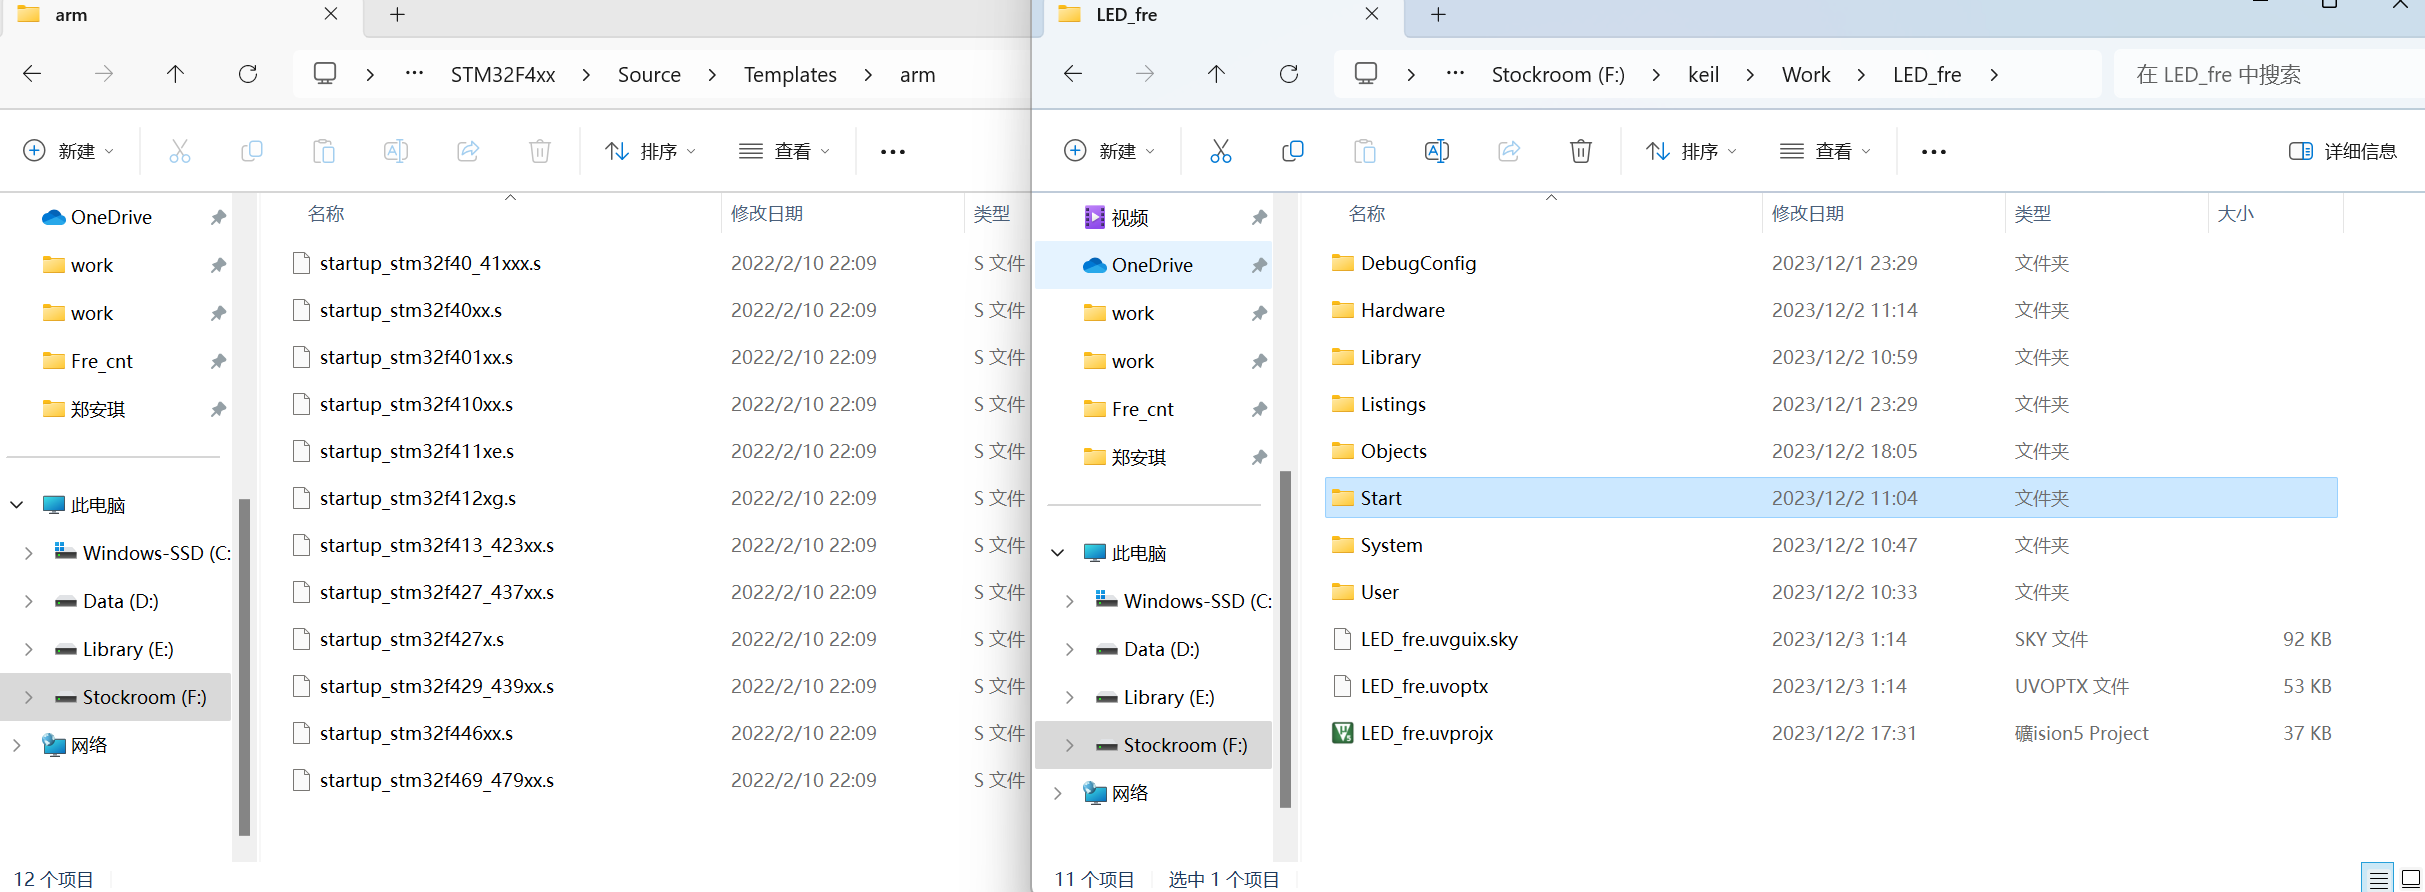 arm
STM32F4xx Source Templates arm
新建 排序 查看
OneDrive
work
work
Fre_cnt
郑安琪
此电脑
Windows-SSD (C:
Data (D:)
Library (E:)
Stockroom (F:)
网络
名称 修改日期 类型
startup_stm32f40_41xxx.s 2022/2/10 22:09 S 文件
startup_stm32f40xx.s 2022/2/10 22:09 S 文件
startup_stm32f401xx.s 2022/2/10 22:09 S 文件
startup_stm32f410xx.s 2022/2/10 22:09 S 文件
startup_stm32f411xe.s 2022/2/10 22:09 S 文件
startup_stm32f412xg.s 2022/2/10 22:09 S 文件
startup_stm32f413_423xx.s 2022/2/10 22:09 S 文件
startup_stm32f427_437xx.s 2022/2/10 22:09 S 文件
startup_stm32f427x.s 2022/2/10 22:09 S 文件
startup_stm32f429_439xx.s 2022/2/10 22:09 S 文件
startup_stm32f446xx.s 2022/2/10 22:09 S 文件
startup_stm32f469_479xx.s 2022/2/10 22:09 S 文件
12 个项目
LED_fre
Stockroom (F:) keil Work LED_fre 在 LED_fre 中搜索
新建 排序 查看 详细信息
视频
OneDrive
work
work
Fre_cnt
郑安琪
此电脑
Windows-SSD (C:
Data (D:)
Library (E:)
Stockroom (F:)
网络
名称 修改日期 类型 大小
DebugConfig 2023/12/1 23:29 文件夹
Hardware 2023/12/2 11:14 文件夹
Library 2023/12/2 10:59 文件夹
Listings 2023/12/1 23:29 文件夹
Objects 2023/12/2 18:05 文件夹
Start 2023/12/2 11:04 文件夹
System 2023/12/2 10:47 文件夹
User 2023/12/2 10:33 文件夹
LED_fre.uvguix.sky 2023/12/3 1:14 SKY 文件 92 KB
LED_fre.uvoptx 2023/12/3 1:14 UVOPTX 文件 53 KB
LED_fre.uvprojx 2023/12/2 17:31 礦ision5 Project 37 KB
11 个项目 选中 1 个项目